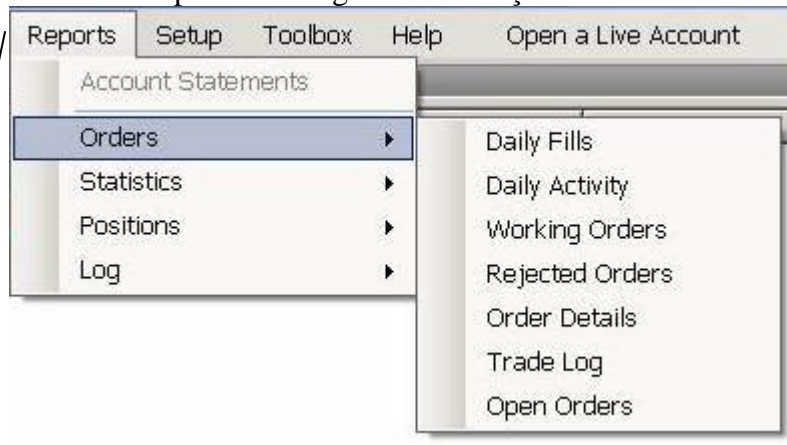 Reports Setup Toolbox Help Open a Live Account
Account Statements
Orders
Statistics
Positions
Log
Daily Fills
Daily Activity
Working Orders
Rejected Orders
Order Details
Trade Log
Open Orders